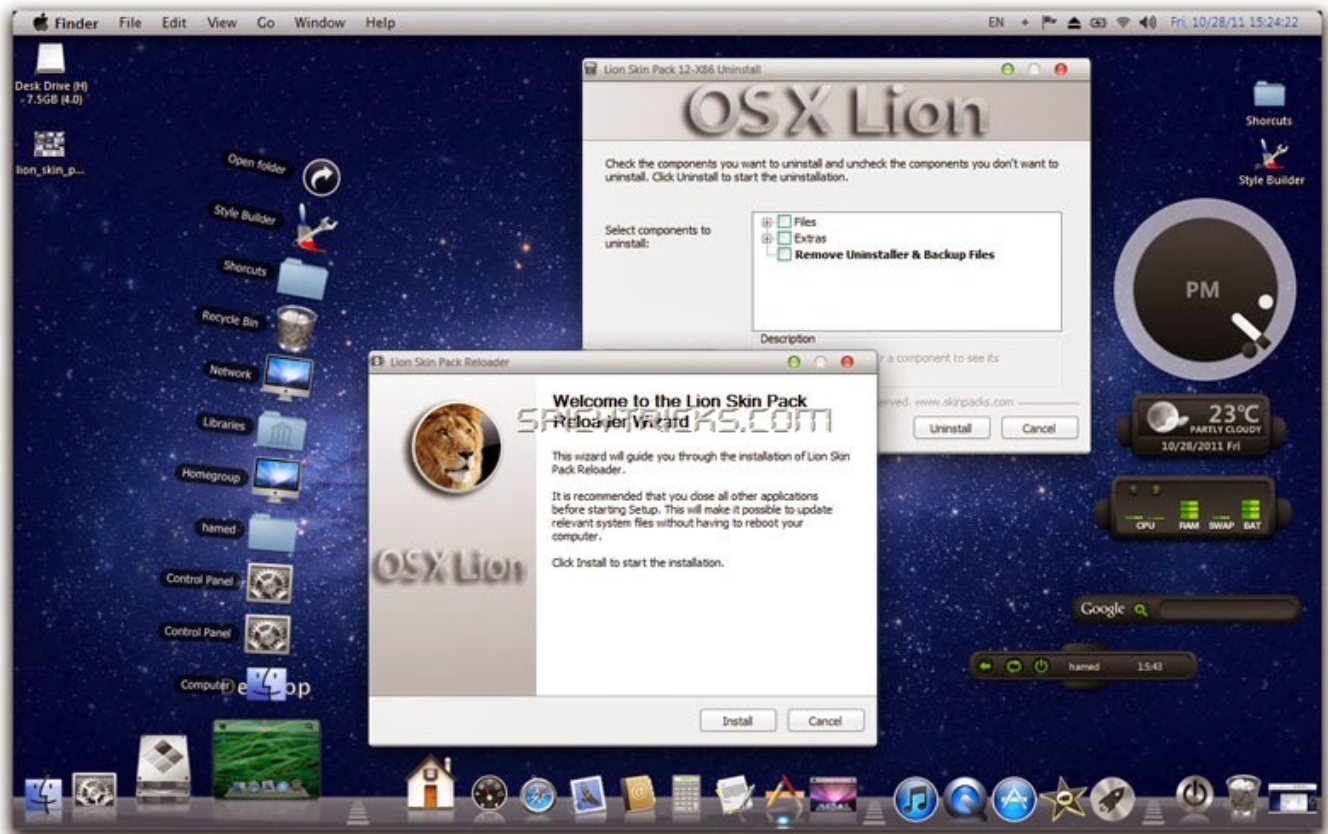 Finder File Edit View Go Window Help
EN Fri, 10/28/11 15:24:22
Desk Drive (H)
- 7.5GB (4.0)
lion_skin_p...
Open folder
Style Builder
Shorcuts
Recycle Bin
Network
Libraries
Homegroup
hamed
Control Panel
Control Panel
Computer
Lion Skin Pack 12-X86 Uninstall
OSX Lion
Check the components you want to uninstall and uncheck the components you don't want to
uninstall. Click Uninstall to start the uninstallation.
Select components to
uninstall:
Files
Extras
Remove Uninstaller & Backup Files
Description
r a component to see its
erved. www.skinpacks.com
Uninstall Cancel
Lion Skin Pack Reloader
Welcome to the Lion Skin Pack
Reloader Wizard
This wizard will guide you through the installation of Lion Skin
Pack Reloader.
It is recommended that you close all other applications
before starting Setup. This will make it possible to update
relevant system files without having to reboot your
computer.
Click Install to start the installation.
OSX Lion
Install Cancel
Shorcuts
Style Builder
PM
23°C
PARTLY CLOUDY
10/28/2011 Fri
CPU RAM SWAP BAT
Google
hamed 15:43